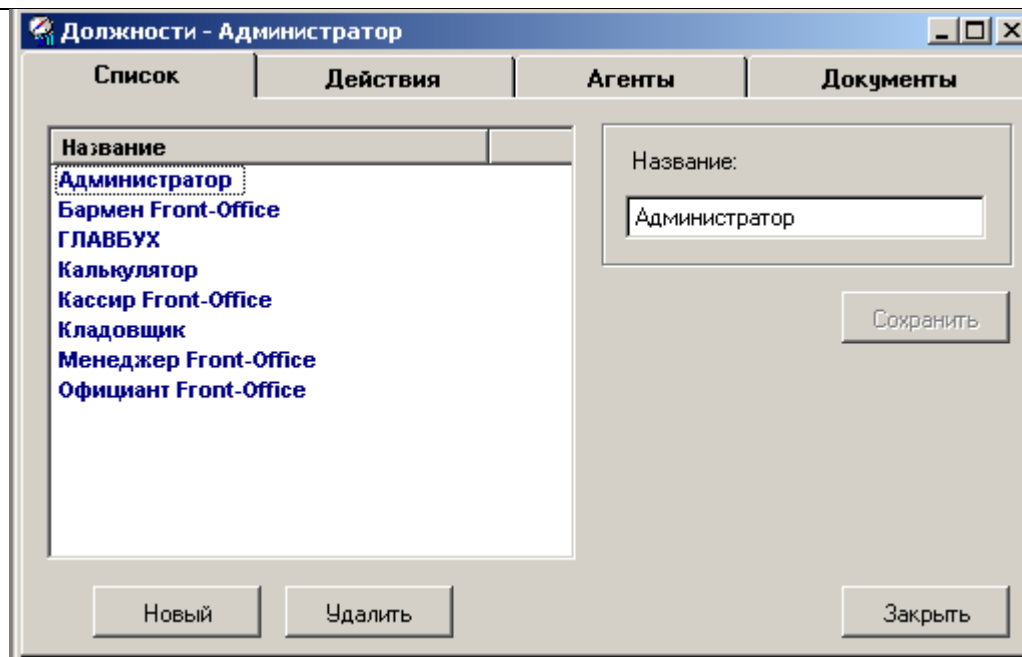 Должности - Администратор
Список Действия Агенты Документы
Название
Администратор
Бармен Front-Office
ГЛАВБУХ
Калькулятор
Кассир Front-Office
Кладовщик
Менеджер Front-Office
Официант Front-Office
Название:
Администратор
Сохранить
Новый Удалить Закрыть